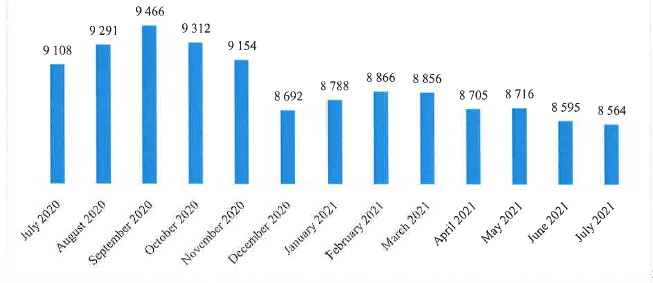 9 108
9 291
9 466
9 312
9 154
8 692
8 788
8 866
8 856
8 705
8 716
8 595
8 564
July 2020
August 2020
September 2020
October 2020
November 2020
December 2020
January 2021
February 2021
March 2021
April 2021
May 2021
June 2021
July 2021